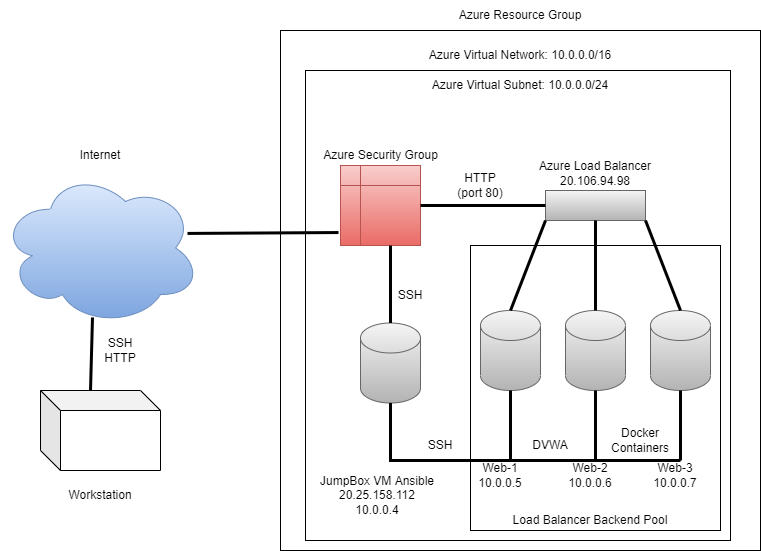 Azure Resource Group
Azure Virtual Network: 10.0.0.0/16
Azure Virtual Subnet: 10.0.0.0/24
Internet
Azure Security Group
HTTP
(port 80)
Azure Load Balancer
20.106.94.98
SSH
SSH
HTTP
SSH
DVWA
Docker
Containers
Workstation
JumpBox VM Ansible
20.25.158.112
10.0.0.4
Web-1
10.0.0.5
Web-2
10.0.0.6
Web-3
10.0.0.7
Load Balancer Backend Pool